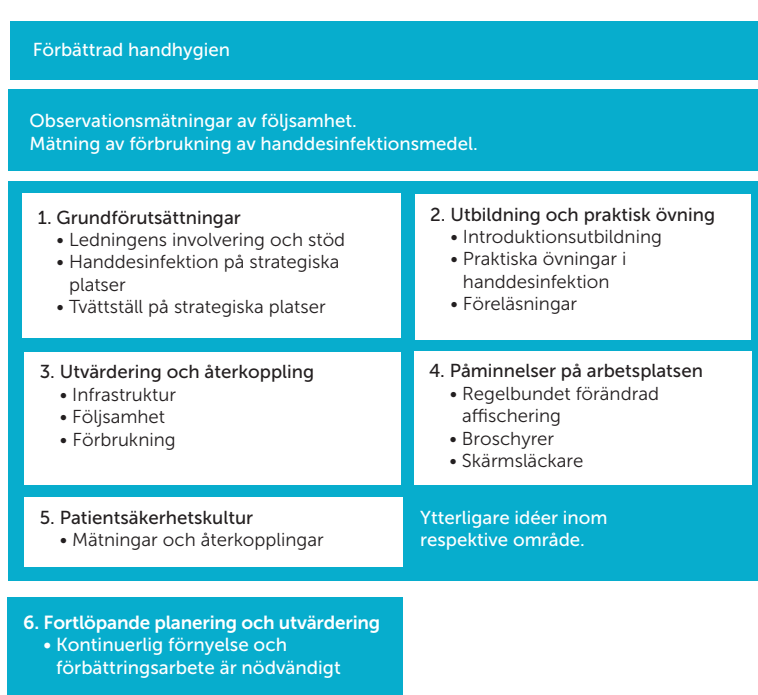 Förbättrad handhygien
Observationsmätningar av följsamhet.
Mätning av förbrukning av handdesinfektionsmedel.
1. Grundförutsättningar
• Ledningens involvering och stöd
• Handdesinfektion på strategiska
platser
• Tvättställ på strategiska platser
2. Utbildning och praktisk övning
• Introduktionsutbildning
• Praktiska övningar i
handdesinfektion
• Föreläsningar
3. Utvärdering och återkoppling
• Infrastruktur
• Följsamhet
• Förbrukning
4. Påminnelser på arbetsplatsen
• Regelbundet förändrad
affischering
• Broschyrer
• Skärmsläckare
5. Patientsäkerhetskultur
• Mätningar och återkopplingar
Ytterligare idéer inom
respektive område.
6. Fortlöpande planering och utvärdering
• Kontinuerlig förnyelse och
förbättringsarbete är nödvändigt